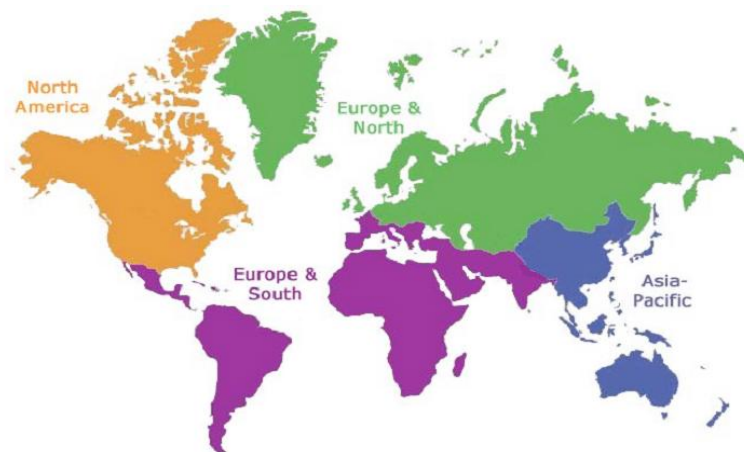 North
America
Europe &
North
Europe &
South
Asia-
Pacific